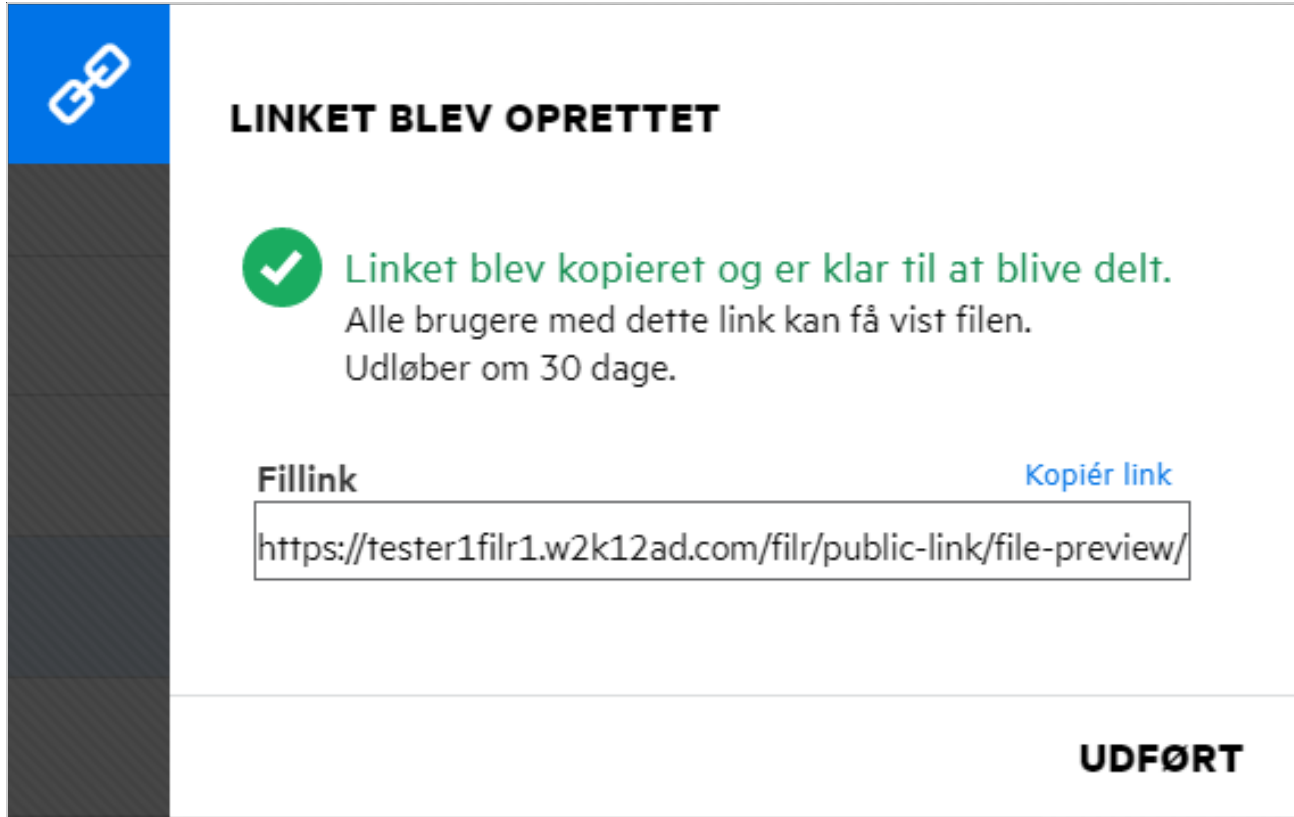 LINKET BLEV OPRETTET
Linket blev kopieret og er klar til at blive delt.
Alle brugere med dette link kan få vist filen.
Udløber om 30 dage.
Fillink
Kopiér link
https://tester1filr1.w2k12ad.com/filr/public-link/file-preview/
UDFØRT